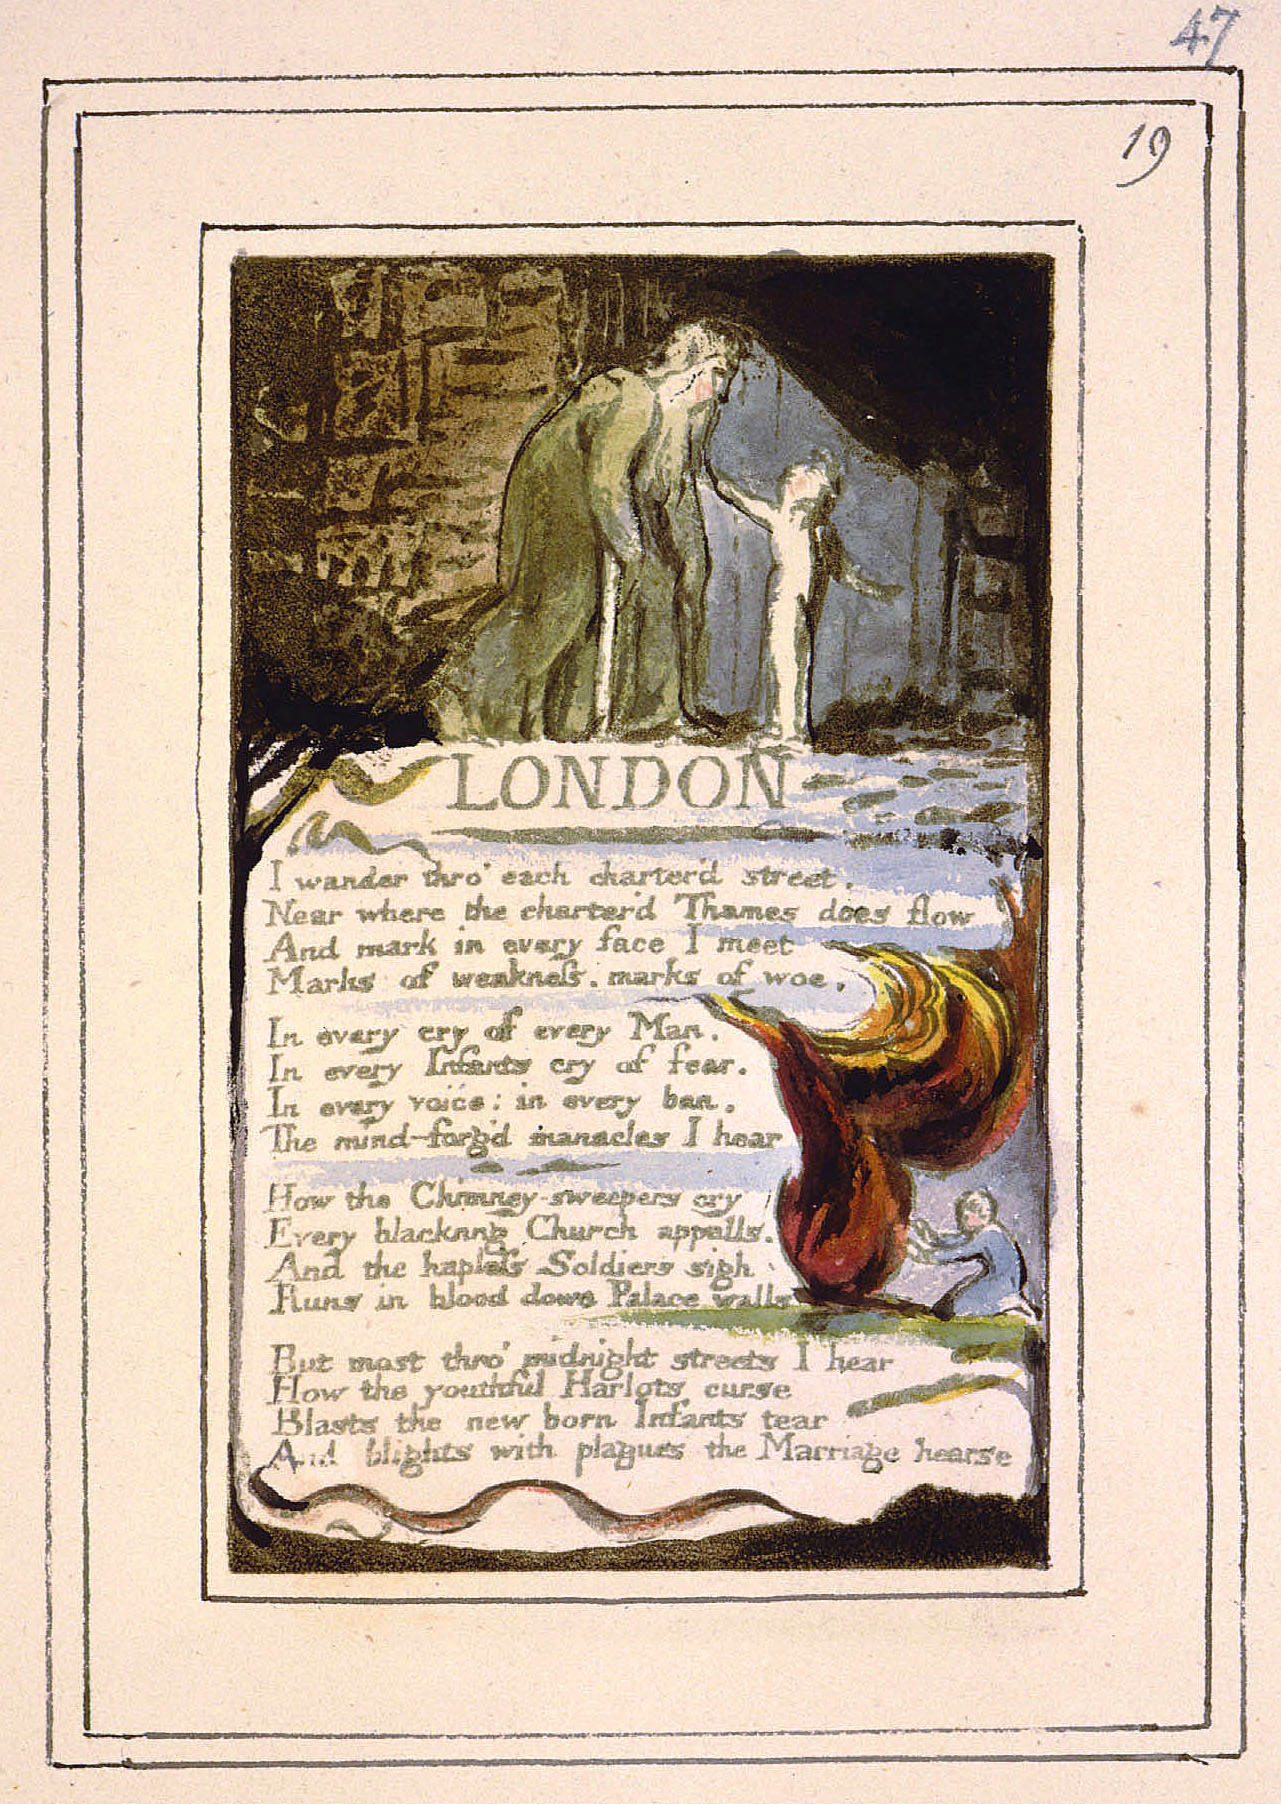 47
19
LONDON
I wander thro' each charter'd street,
Near where the charter'd Thames does flow
And mark in every face I meet
Marks of weakneſs, marks of woe.
In every cry of every Man,
In every Infants cry of fear,
In every voice: in every ban,
The mind-forg'd manacles I hear
How the Chimney-sweepers cry
Every blackning Church appalls,
And the hapleſs Soldiers sigh
Runs in blood down Palace walls
But most thro' midnight streets I hear
How the youthful Harlots curse
Blasts the new born Infants tear
And blights with plagues the Marriage hearse